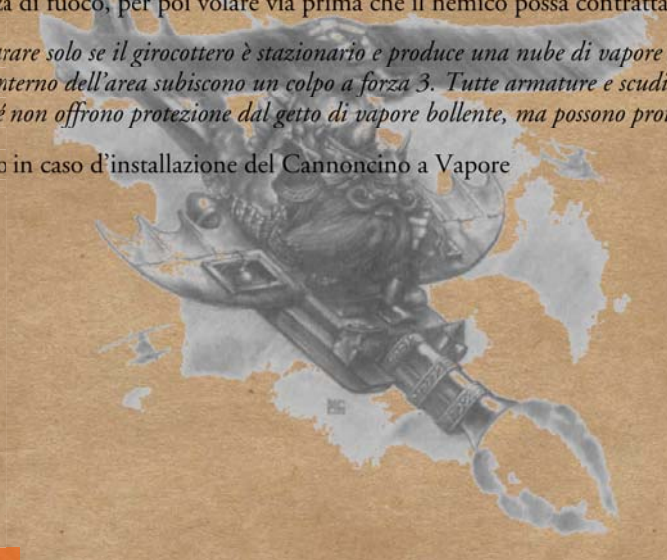 za di fuoco, per poi volare via prima che il nemico possa contratta
rare solo se il girocottero è stazionario e produce una nube di vapore
nterno dell'area subiscono un colpo a forza 3. Tutte armature e scudi
é non offrono protezione dal getto di vapore bollente, ma possono pro
o in caso d'installazione del Cannoncino a Vapore